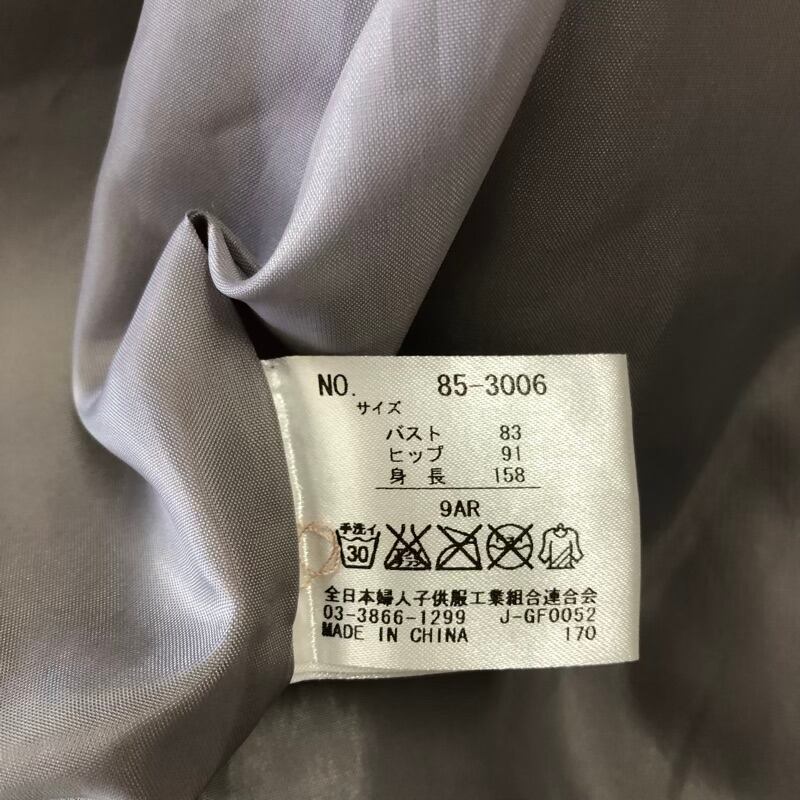 NO. 85-3006
サイズ
バスト 83
ヒップ 91
身長 158
9AR
手洗イ
30
全日本婦人子供服工業組合連合会
03-3866-1299 J-GF0052
MADE IN CHINA 170